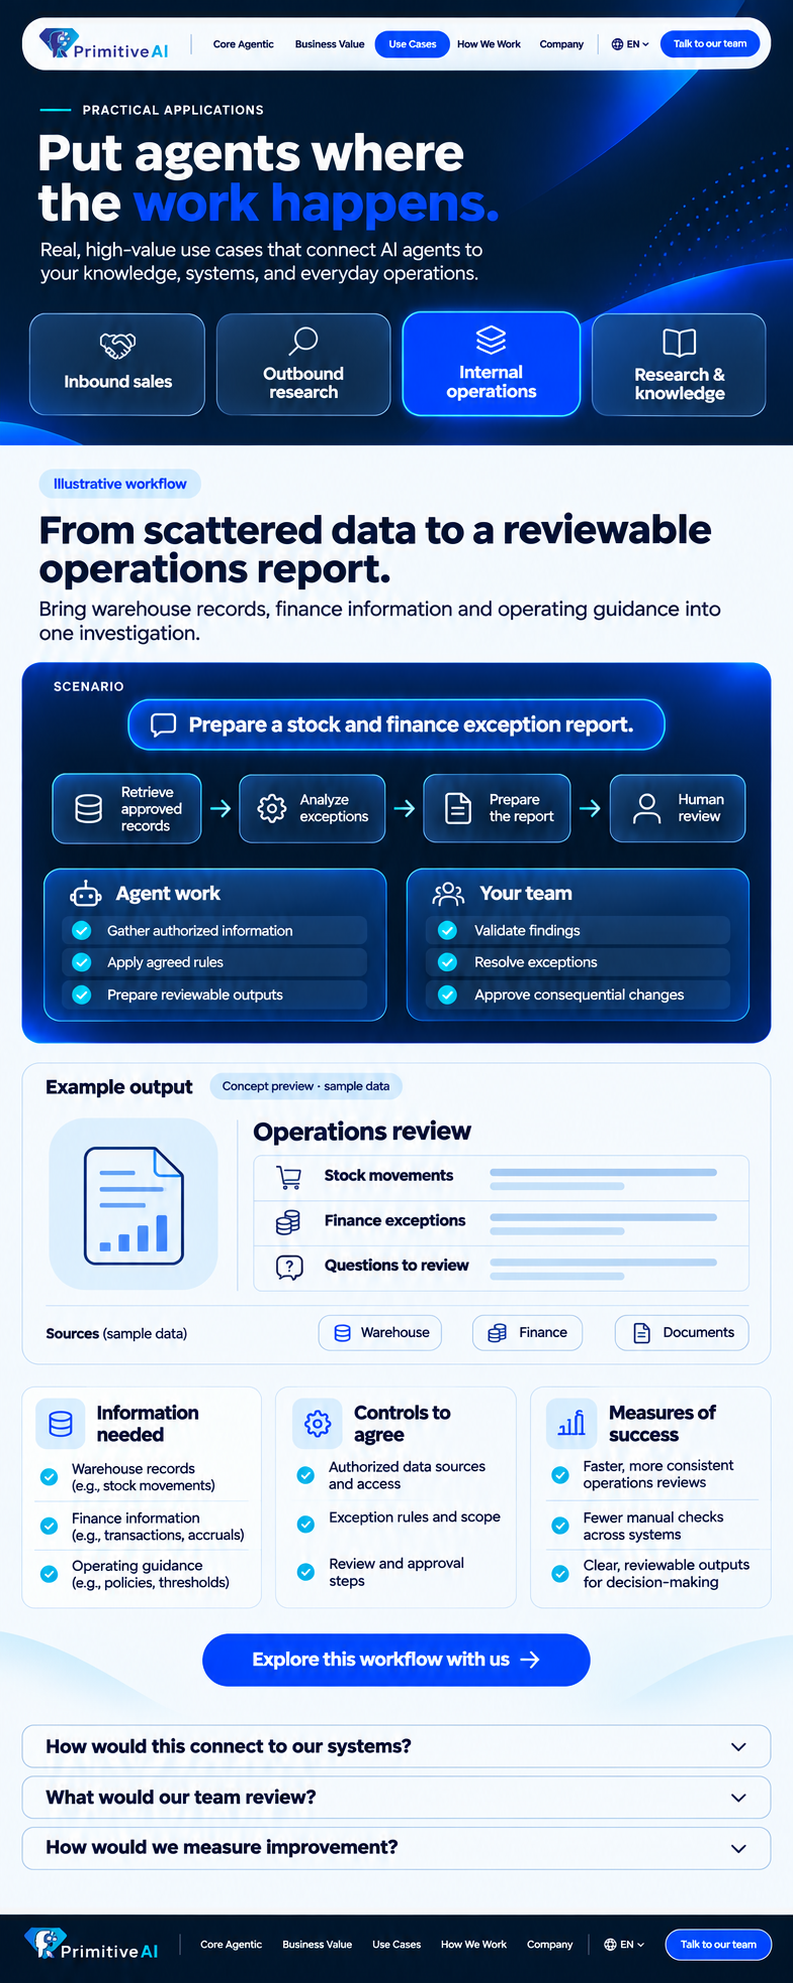 PrimitiveAI
Core Agentic
Business Value
Use Cases
How We Work
Company
EN
Talk to our team
PRACTICAL APPLICATIONS
Put agents where
the work happens.
Real, high-value use cases that connect AI agents to
your knowledge, systems, and everyday operations.
Inbound sales
Outbound
research
Internal
operations
Research &
knowledge
Illustrative workflow
From scattered data to a reviewable
operations report.
Bring warehouse records, finance information and operating guidance into
one investigation.
SCENARIO
Prepare a stock and finance exception report.
Retrieve
approved
records
Analyze
exceptions
Prepare
the report
Human
review
Agent work
Gather authorized information
Apply agreed rules
Prepare reviewable outputs
Your team
Validate findings
Resolve exceptions
Approve consequential changes
Example output
Concept preview · sample data
Operations review
Stock movements
Finance exceptions
Questions to review
Sources (sample data)
Warehouse
Finance
Documents
Information
needed
Warehouse records
(e.g., stock movements)
Finance information
(e.g., transactions, accruals)
Operating guidance
(e.g., policies, thresholds)
Controls to
agree
Authorized data sources
and access
Exception rules and scope
Review and approval
steps
Measures of
success
Faster, more consistent
operations reviews
Fewer manual checks
across systems
Clear, reviewable outputs
for decision-making
Explore this workflow with us
How would this connect to our systems?
What would our team review?
How would we measure improvement?
PrimitiveAI
Core Agentic
Business Value
Use Cases
How We Work
Company
EN
Talk to our team